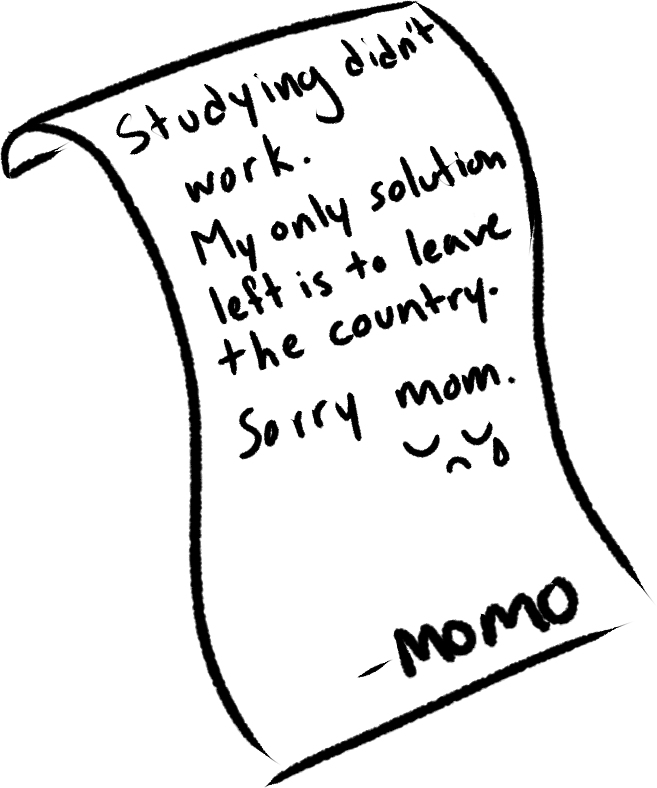 Studying didn't
work.
My only solution
left is to leave
the country.
Sorry mom.
-MOMO